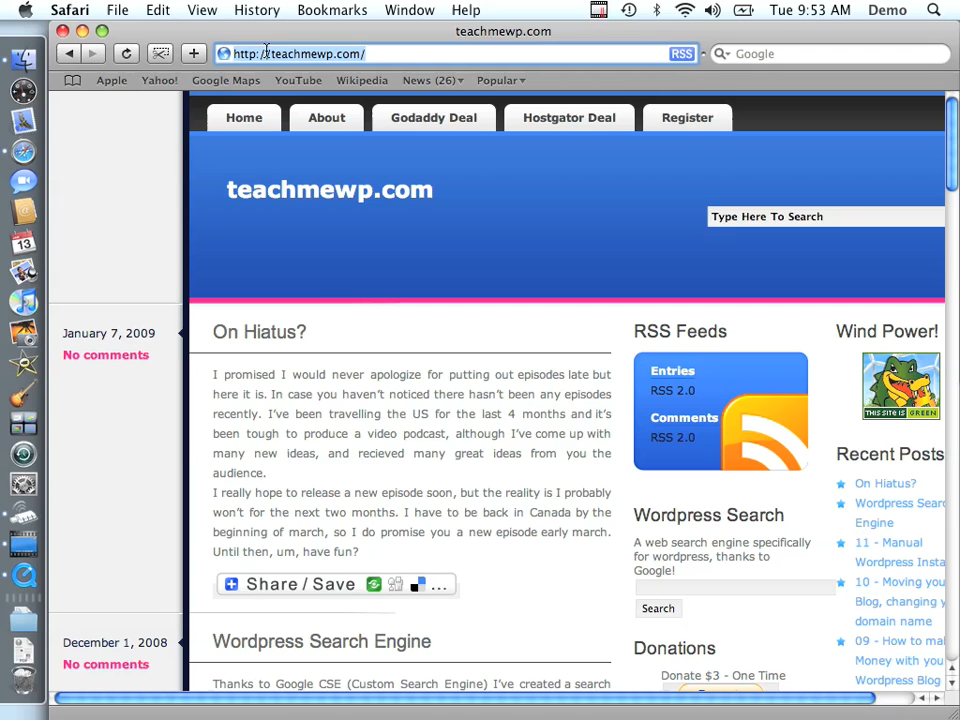 Safari File Edit View History Bookmarks Window Help Tue 9:53 AM Demo
teachmewp.com
http://teachmewp.com/ RSS Google
Apple Yahoo! Google Maps YouTube Wikipedia News (26) Popular
Home About Godaddy Deal Hostgator Deal Register
teachmewp.com
Type Here To Search
January 7, 2009
No comments
On Hiatus?
I promised I would never apologize for putting out episodes late but
here it is. In case you haven't noticed there hasn't been any episodes
recently. I've been travelling the US for the last 4 months and it's
been tough to produce a video podcast, although I've come up with
many new ideas, and recieved many great ideas from you the
audience.
I really hope to release a new episode soon, but the reality is I probably
won't for the next two months. I have to be back in Canada by the
beginning of march, so I do promise you a new episode early march.
Until then, um, have fun?
Share / Save ...
December 1, 2008
No comments
Wordpress Search Engine
Thanks to Google CSE (Custom Search Engine) I've created a search
RSS Feeds
Entries
RSS 2.0
Comments
RSS 2.0
Wordpress Search
A web search engine specifically
for wordpress, thanks to
Google!
Search
Donations
Donate $3 - One Time
Wind Power!
THIS SITE IS GREEN
Recent Posts
On Hiatus?
Wordpress Sear
Engine
11 - Manual
Wordpress Insta
10 - Moving you
Blog, changing y
domain name
09 - How to ma
Money with you
Wordpress Blog
13